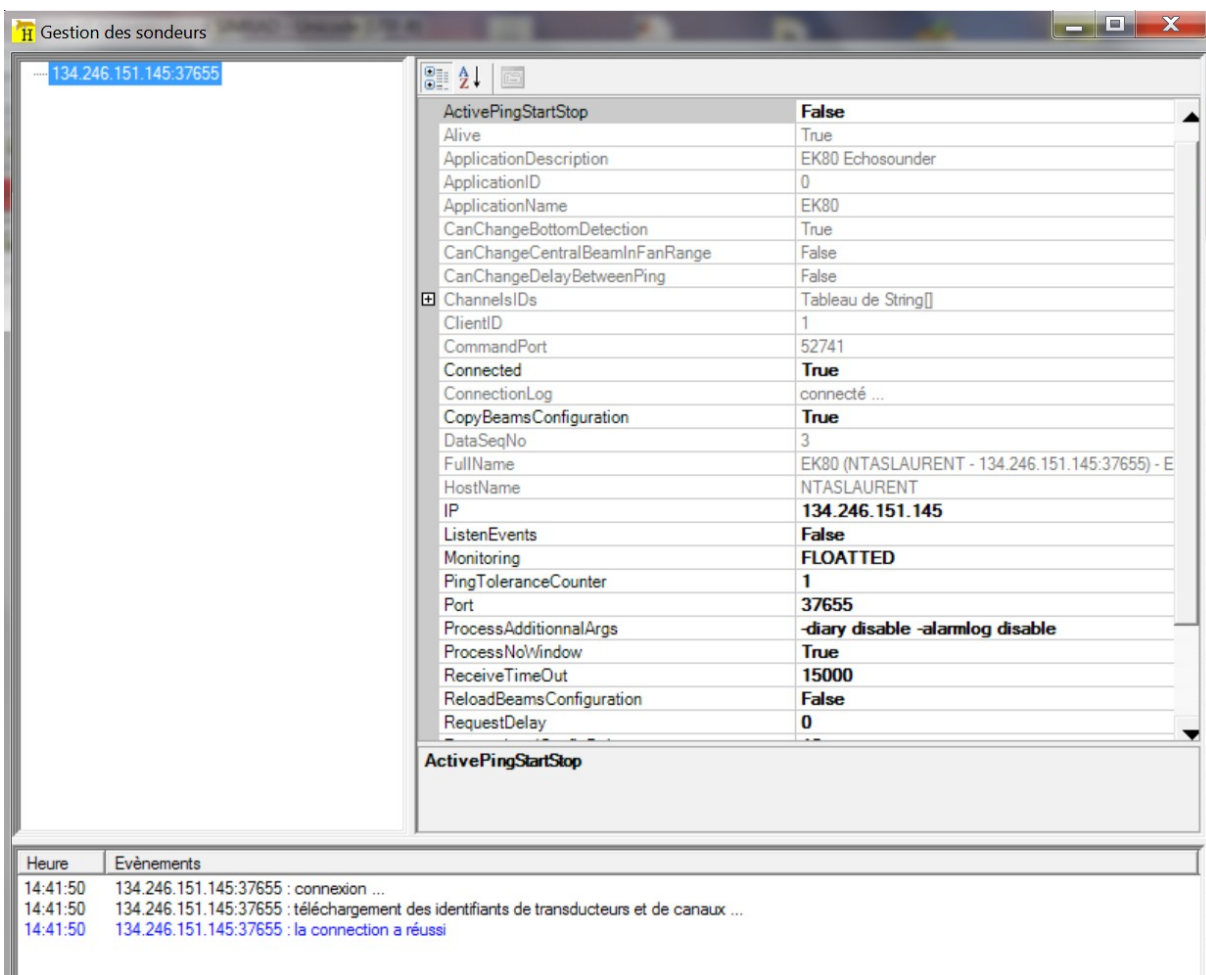 Gestion des sondeurs
134.246.151.145:37655
ActivePingStartStop False
Alive True
ApplicationDescription EK80 Echosounder
ApplicationID 0
ApplicationName EK80
CanChangeBottomDetection True
CanChangeCentralBeamInFanRange False
CanChangeDelayBetweenPing False
ChannelsIDs Tableau de String[]
ClientID 1
CommandPort 52741
Connected True
ConnectionLog connecté ...
CopyBeamsConfiguration True
DataSeqNo 3
FullName EK80 (NTASLAURENT - 134.246.151.145:37655) - E
HostName NTASLAURENT
IP 134.246.151.145
ListenEvents False
Monitoring FLOATTED
PingToleranceCounter 1
Port 37655
ProcessAdditionnalArgs -diary disable -alarmlog disable
ProcessNoWindow True
ReceiveTimeOut 15000
ReloadBeamsConfiguration False
RequestDelay 0
ActivePingStartStop
Heure Evènements
14:41:50 134.246.151.145:37655 : connexion ...
14:41:50 134.246.151.145:37655 : téléchargement des identifiants de transducteurs et de canaux ...
14:41:50 134.246.151.145:37655 : la connection a réussi